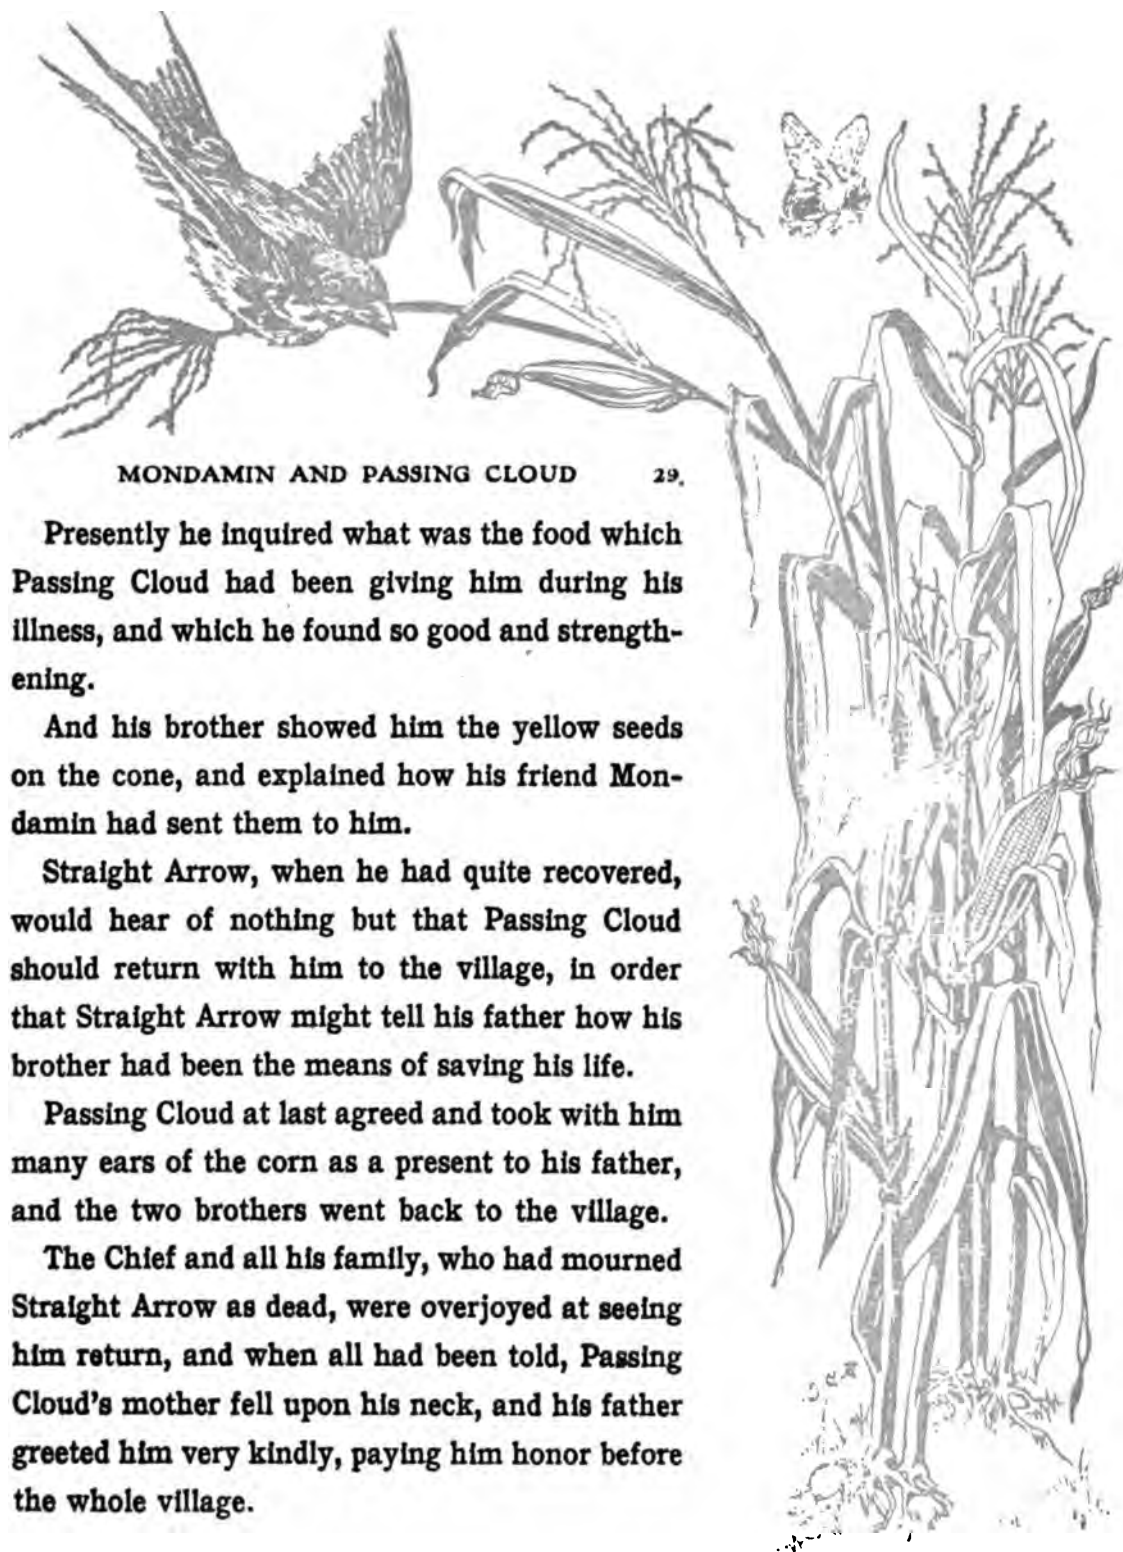 MONDAMIN AND PASSING CLOUD 29.
Presently he inquired what was the food which
Passing Cloud had been giving him during his
illness, and which he found so good and strength-
ening.
And his brother showed him the yellow seeds
on the cone, and explained how his friend Mon-
damin had sent them to him.
Straight Arrow, when he had quite recovered,
would hear of nothing but that Passing Cloud
should return with him to the village, in order
that Straight Arrow might tell his father how his
brother had been the means of saving his life.
Passing Cloud at last agreed and took with him
many ears of the corn as a present to his father,
and the two brothers went back to the village.
The Chief and all his family, who had mourned
Straight Arrow as dead, were overjoyed at seeing
him return, and when all had been told, Passing
Cloud's mother fell upon his neck, and his father
greeted him very kindly, paying him honor before
the whole village.